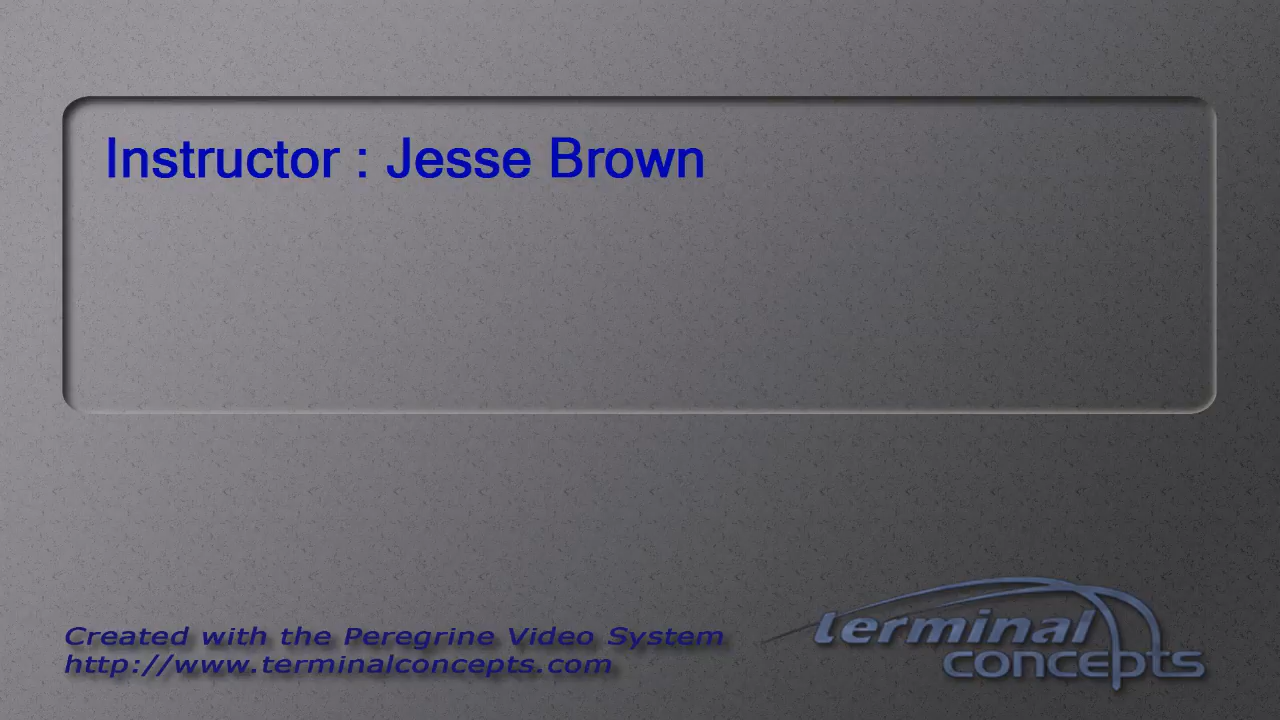 Instructor : Jesse Brown
Created with the Peregrine Video System
http://www.terminalconcepts.com
terminal
concepts